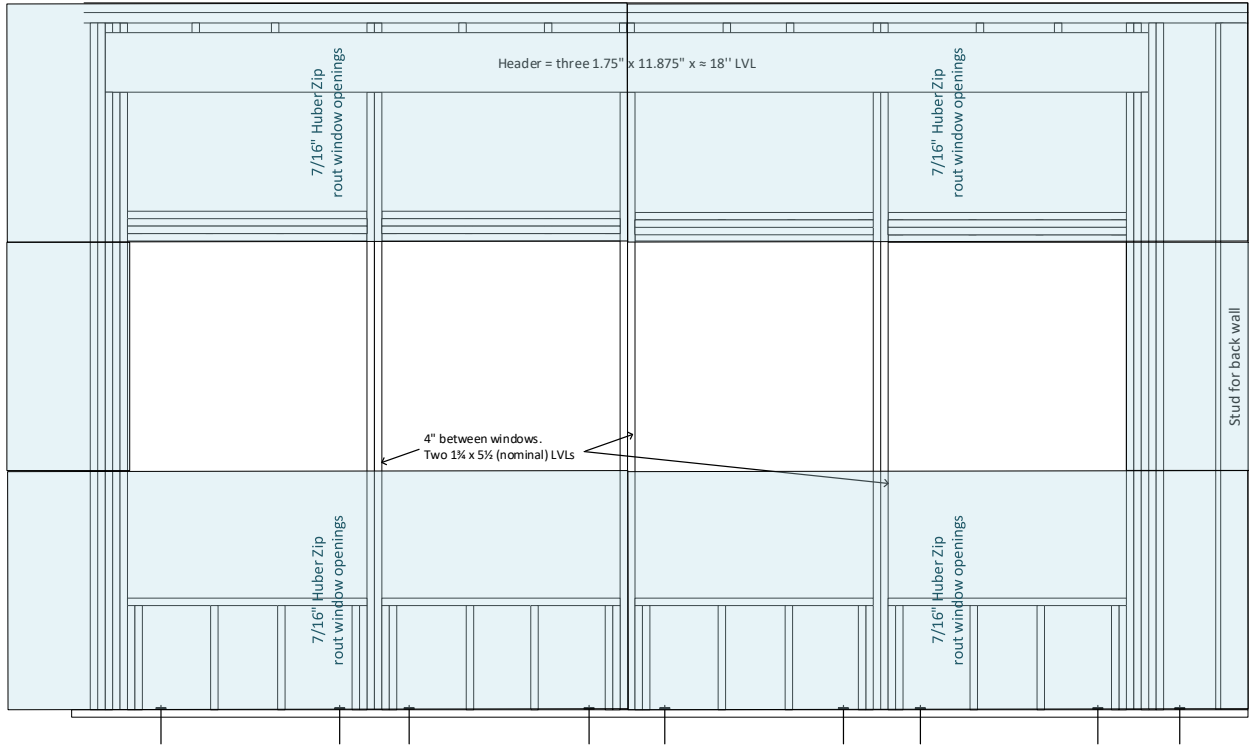 Header = three 1.75" x 11.875" x ≈ 18'' LVL
7/16" Huber Zip
rout window openings
7/16" Huber Zip
rout window openings
Stud for back wall
4" between windows.
Two 1¾ x 5½ (nominal) LVLs
7/16" Huber Zip
rout window openings
7/16" Huber Zip
rout window openings